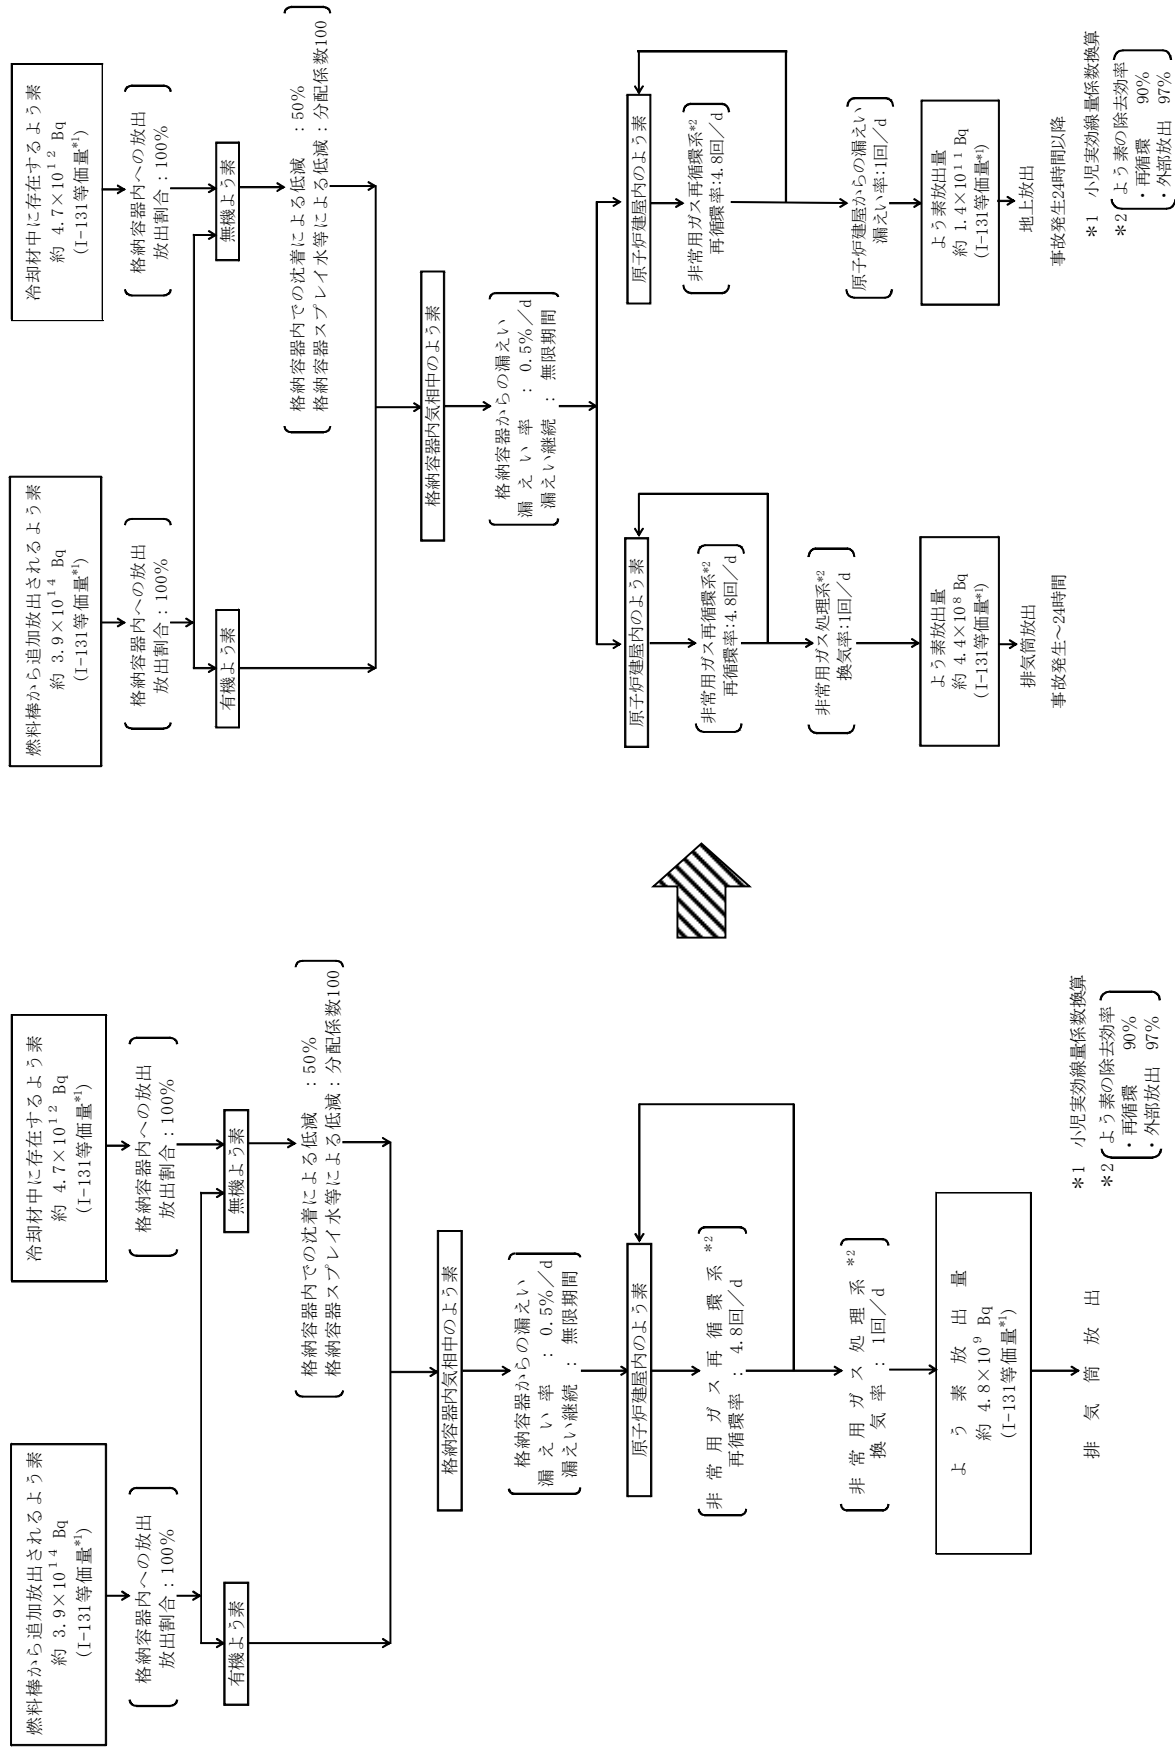 燃料棒から追加放出されるよう素
約 3.9×10¹⁴ Bq
(I-131等価量*1)
冷却材中に存在するよう素
約 4.7×10¹² Bq
(I-131等価量*1)
格納容器内への放出
放出割合：100%
格納容器内への放出
放出割合：100%
有機よう素
無機よう素
格納容器内での沈着による低減 ：50%
格納容器スプレイ水等による低減：分配係数100
格納容器内気相中のよう素
格納容器からの漏えい
漏えい率 ： 0.5%／d
漏えい継続 ： 無限期間
原子炉建屋内のよう素
非常用ガス再循環系*2
再循環率 ： 4.8回／d
非常用ガス処理系*2
換気率 ： 1回／d
よう素放出量
約 4.8×10⁹ Bq
(I-131等価量*1)
排気筒放出
*1 小児実効線量係数換算
*2 よう素の除去効率
・再循環 90%
・外部放出 97%
燃料棒から追加放出されるよう素
約 3.9×10¹⁴ Bq
(I-131等価量*1)
冷却材中に存在するよう素
約 4.7×10¹² Bq
(I-131等価量*1)
格納容器内への放出
放出割合：100%
格納容器内への放出
放出割合：100%
有機よう素
無機よう素
格納容器内での沈着による低減 ：50%
格納容器スプレイ水等による低減：分配係数100
格納容器内気相中のよう素
格納容器からの漏えい
漏えい率 ： 0.5%／d
漏えい継続 ： 無限期間
原子炉建屋内のよう素
非常用ガス再循環系*2
再循環率:4.8回／d
非常用ガス処理系*2
換気率:1回／d
よう素放出量
約 4.4×10⁸ Bq
(I-131等価量*1)
排気筒放出
事故発生～24時間
原子炉建屋内のよう素
非常用ガス再循環系*2
再循環率:4.8回／d
原子炉建屋からの漏えい
漏えい率:1回／d
よう素放出量
約 1.4×10¹¹ Bq
(I-131等価量*1)
地上放出
事故発生24時間以降
*1 小児実効線量係数換算
*2 よう素の除去効率
・再循環 90%
・外部放出 97%